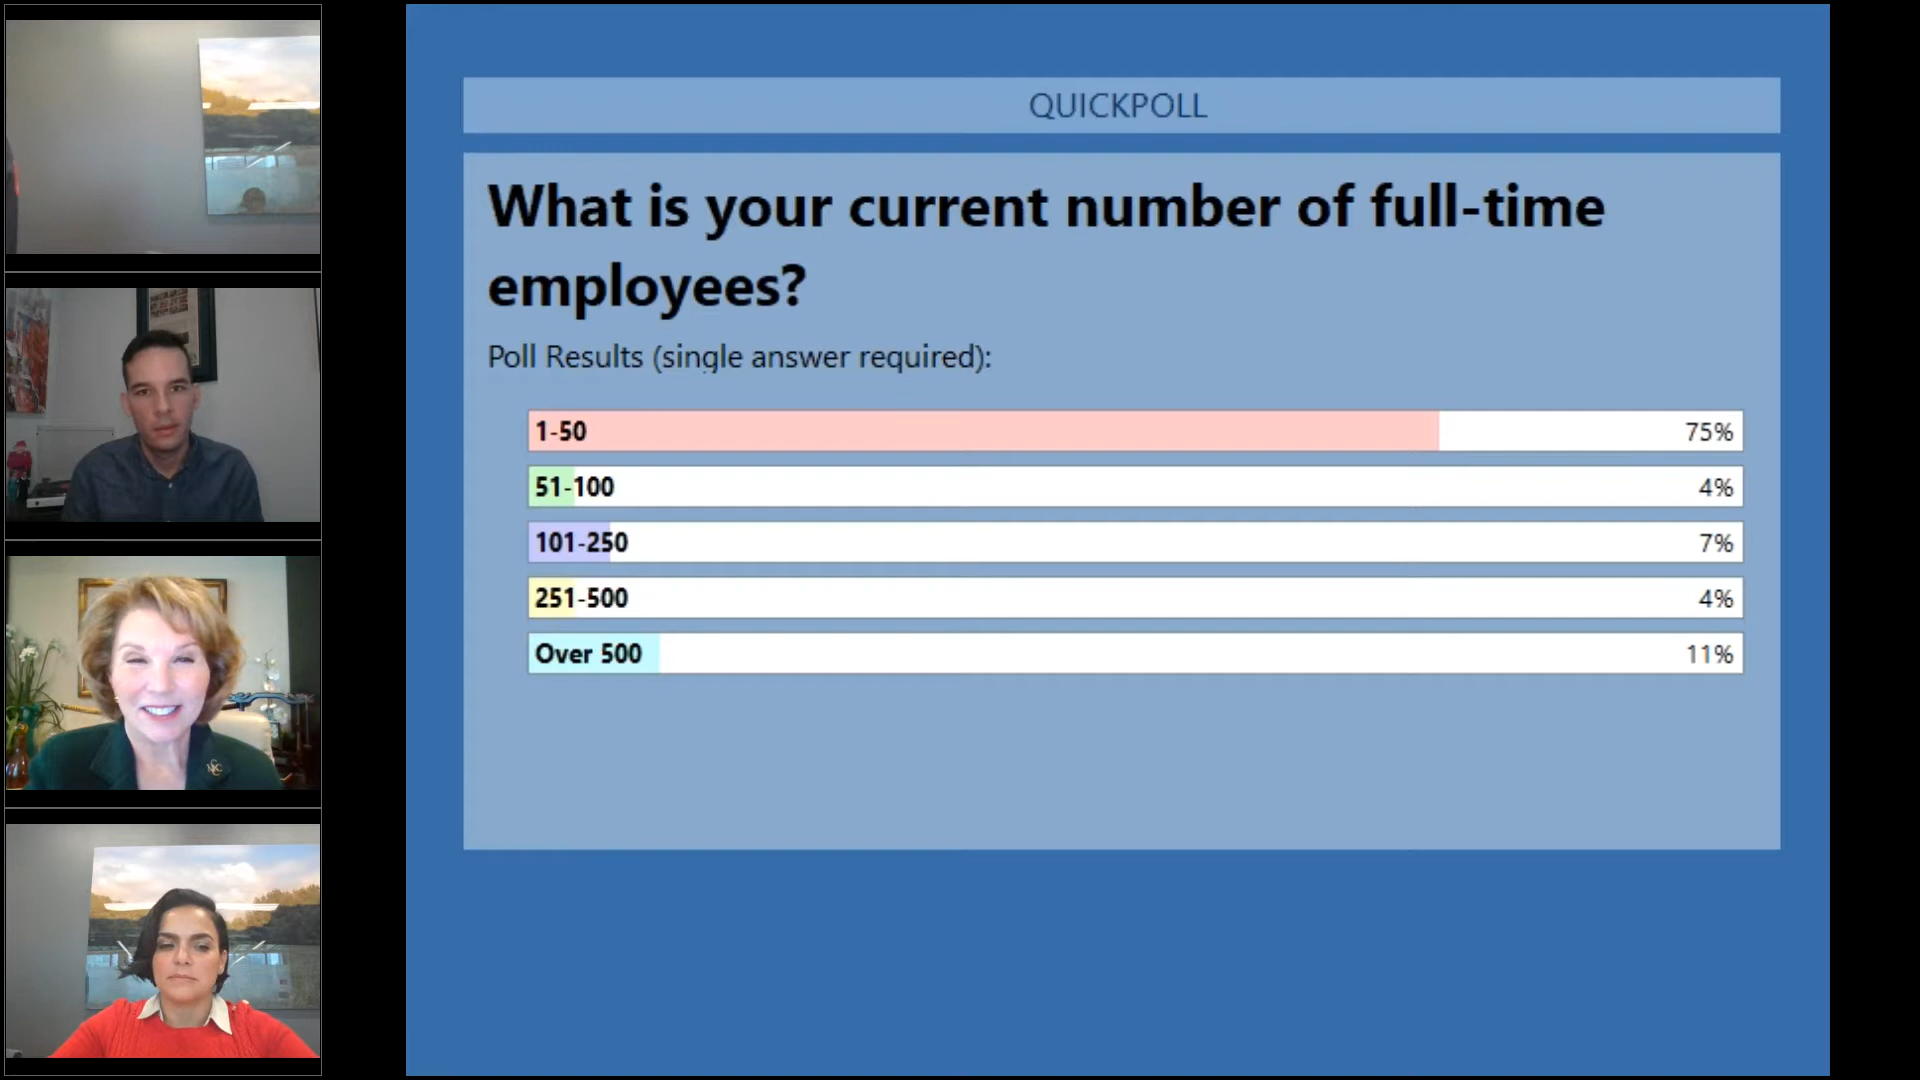 QUICKPOLL
What is your current number of full-time
employees?
Poll Results (single answer required):
1-50 75%
51-100 4%
101-250 7%
251-500 4%
Over 500 11%